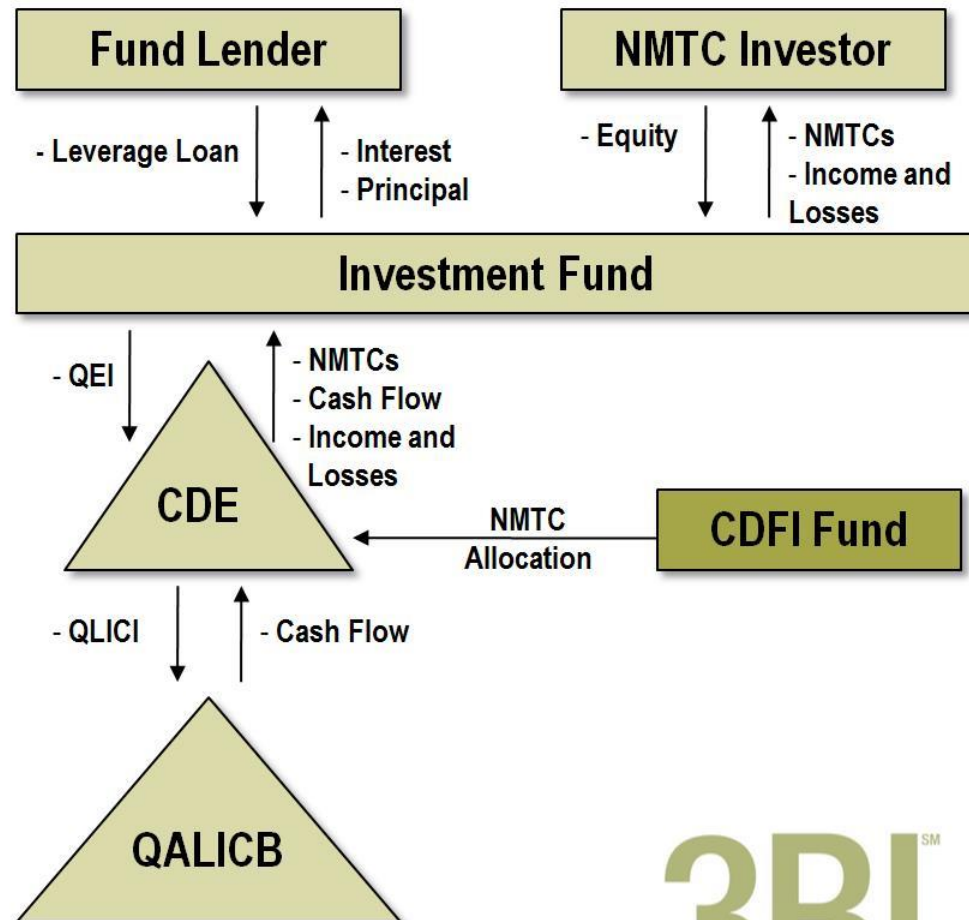 Fund Lender
NMTC Investor
- Leverage Loan
- Interest
- Principal
- Equity
- NMTCs
- Income and
Losses
Investment Fund
- QEI
- NMTCs
- Cash Flow
- Income and
Losses
CDE
NMTC
Allocation
CDFI Fund
- QLICI
- Cash Flow
QALICB
3BL SM